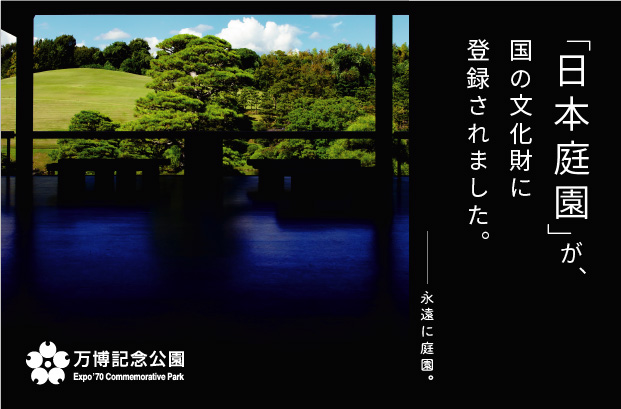 「日本庭園」が、
国の文化財に
登録されました。
永遠に庭園。
万博記念公園
Expo'70 Commemorative Park